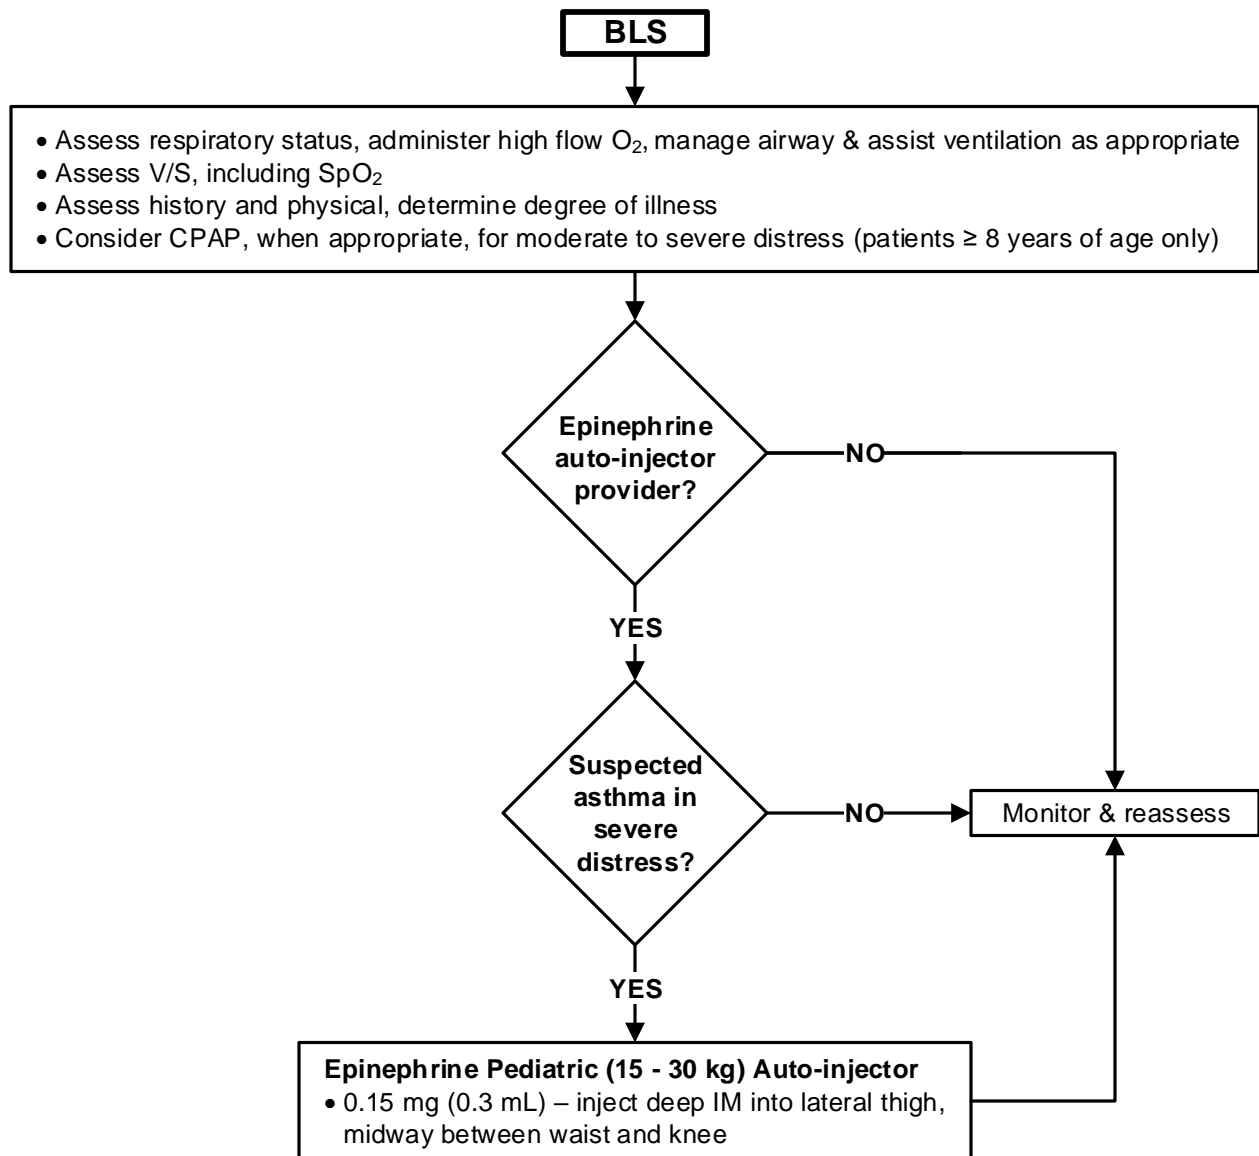 BLS
• Assess respiratory status, administer high flow O₂, manage airway & assist ventilation as appropriate
• Assess V/S, including SpO₂
• Assess history and physical, determine degree of illness
• Consider CPAP, when appropriate, for moderate to severe distress (patients ≥ 8 years of age only)
Epinephrine
auto-injector
provider?
NO
YES
Suspected
asthma in
severe
distress?
NO
Monitor & reassess
YES
Epinephrine Pediatric (15 - 30 kg) Auto-injector
• 0.15 mg (0.3 mL) – inject deep IM into lateral thigh,
midway between waist and knee